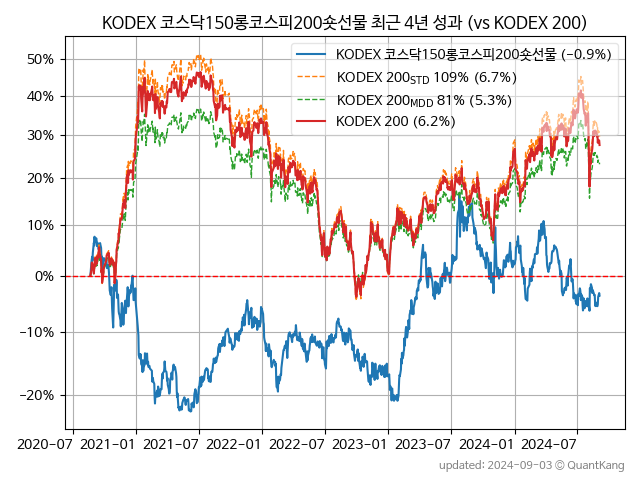 KODEX 코스닥150롱코스피200숏선물 최근 4년 성과 (vs KODEX 200)
KODEX 코스닥150롱코스피200숏선물 (−0.9%)
KODEX 200STD 109% (6.7%)
KODEX 200MDD 81% (5.3%)
KODEX 200 (6.2%)
50%
40%
30%
20%
10%
0%
−10%
−20%
2020-07 2021-01 2021-07 2022-01 2022-07 2023-01 2023-07 2024-01 2024-07
updated: 2024-09-03 © QuantKang